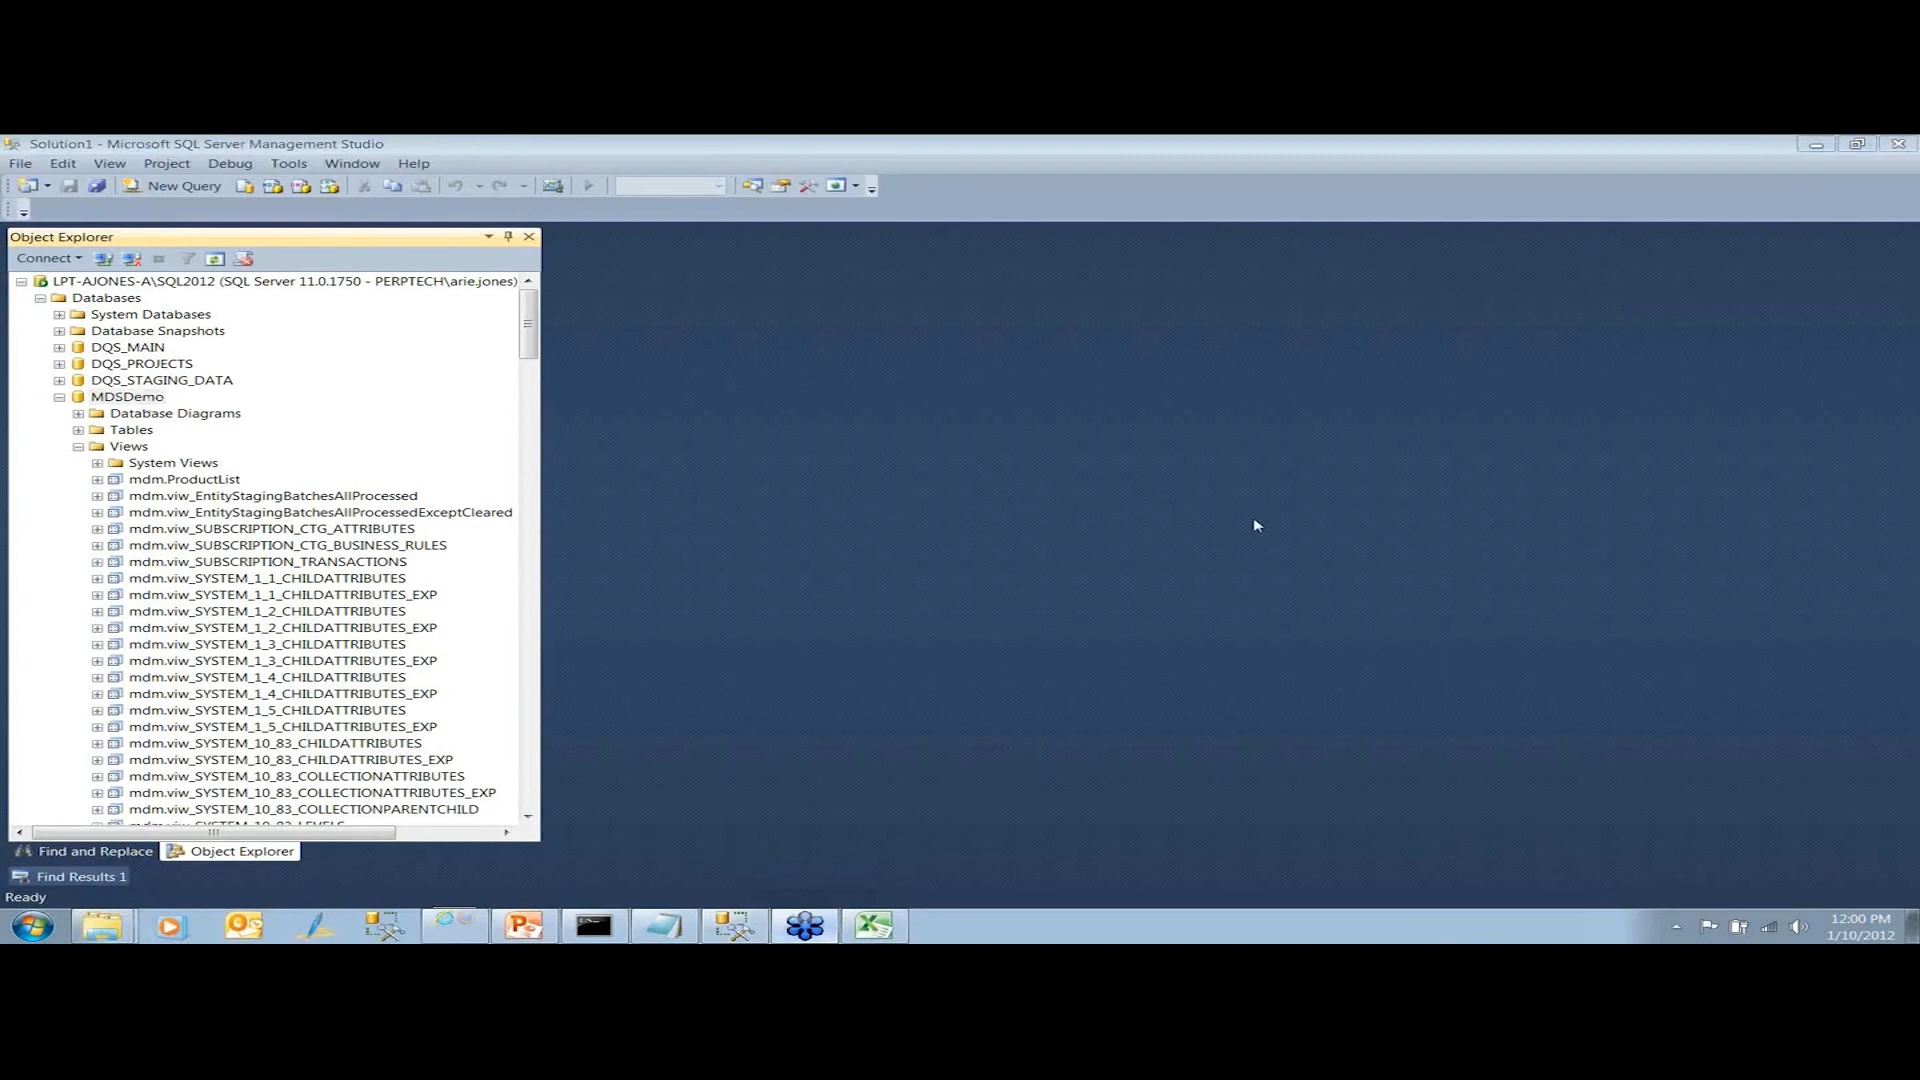 Solution1 - Microsoft SQL Server Management Studio
File Edit View Project Debug Tools Window Help
New Query
Object Explorer
Connect
LPT-AJONES-A\SQL2012 (SQL Server 11.0.1750 - PERPTECH\arie.jones)
Databases
System Databases
Database Snapshots
DQS_MAIN
DQS_PROJECTS
DQS_STAGING_DATA
MDSDemo
Database Diagrams
Tables
Views
System Views
mdm.ProductList
mdm.viw_EntityStagingBatchesAllProcessed
mdm.viw_EntityStagingBatchesAllProcessedExceptCleared
mdm.viw_SUBSCRIPTION_CTG_ATTRIBUTES
mdm.viw_SUBSCRIPTION_CTG_BUSINESS_RULES
mdm.viw_SUBSCRIPTION_TRANSACTIONS
mdm.viw_SYSTEM_1_1_CHILDATTRIBUTES
mdm.viw_SYSTEM_1_1_CHILDATTRIBUTES_EXP
mdm.viw_SYSTEM_1_2_CHILDATTRIBUTES
mdm.viw_SYSTEM_1_2_CHILDATTRIBUTES_EXP
mdm.viw_SYSTEM_1_3_CHILDATTRIBUTES
mdm.viw_SYSTEM_1_3_CHILDATTRIBUTES_EXP
mdm.viw_SYSTEM_1_4_CHILDATTRIBUTES
mdm.viw_SYSTEM_1_4_CHILDATTRIBUTES_EXP
mdm.viw_SYSTEM_1_5_CHILDATTRIBUTES
mdm.viw_SYSTEM_1_5_CHILDATTRIBUTES_EXP
mdm.viw_SYSTEM_10_83_CHILDATTRIBUTES
mdm.viw_SYSTEM_10_83_CHILDATTRIBUTES_EXP
mdm.viw_SYSTEM_10_83_COLLECTIONATTRIBUTES
mdm.viw_SYSTEM_10_83_COLLECTIONATTRIBUTES_EXP
mdm.viw_SYSTEM_10_83_COLLECTIONPARENTCHILD
Find and Replace Object Explorer
Find Results 1
Ready
12:00 PM
1/10/2012